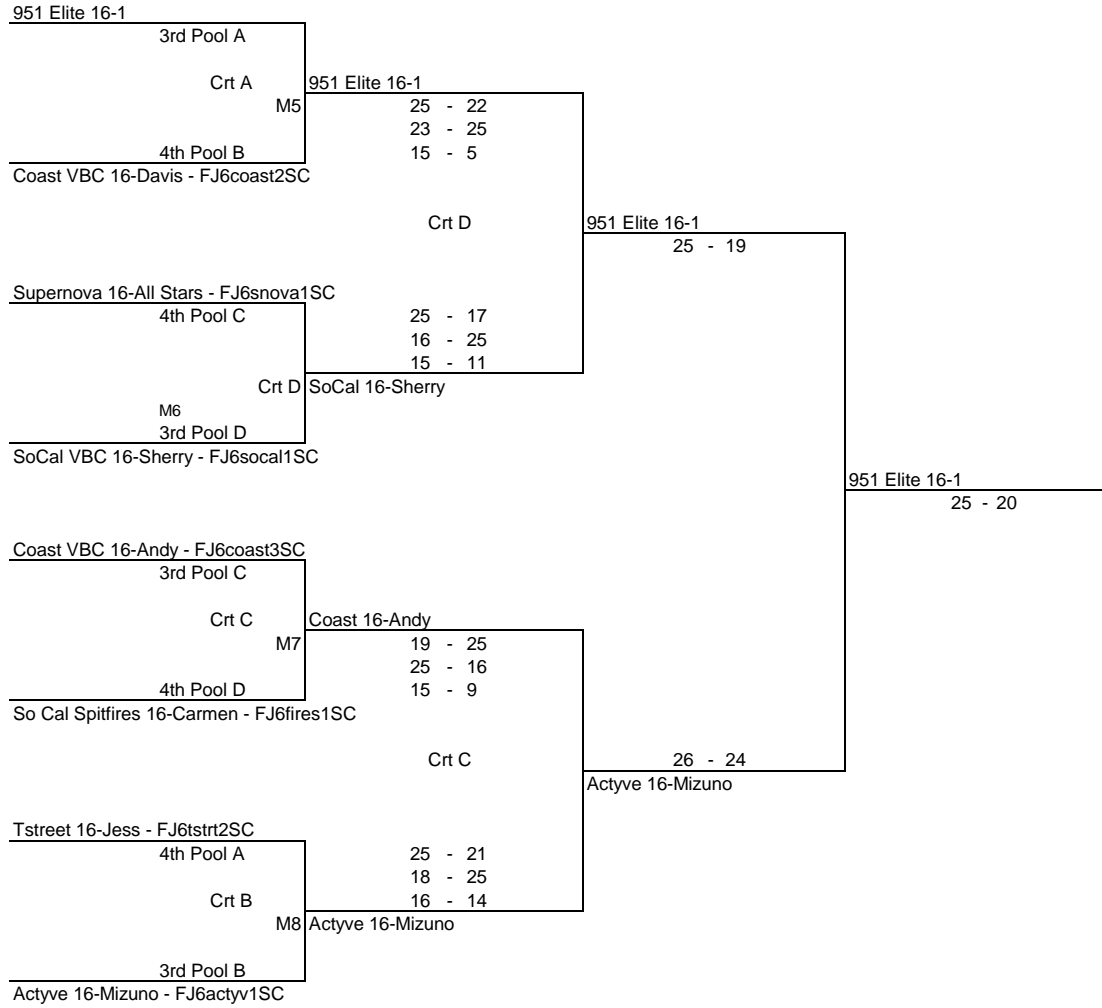 951 Elite 16-1
3rd Pool A
Crt A
951 Elite 16-1
M5
25 - 22
23 - 25
4th Pool B
15 - 5
Coast VBC 16-Davis - FJ6coast2SC
Crt D
951 Elite 16-1
25 - 19
Supernova 16-All Stars - FJ6snova1SC
4th Pool C
25 - 17
16 - 25
15 - 11
Crt D
SoCal 16-Sherry
M6
3rd Pool D
SoCal VBC 16-Sherry - FJ6socal1SC
951 Elite 16-1
25 - 20
Coast VBC 16-Andy - FJ6coast3SC
3rd Pool C
Crt C
Coast 16-Andy
M7
19 - 25
25 - 16
4th Pool D
15 - 9
So Cal Spitfires 16-Carmen - FJ6fires1SC
Crt C
26 - 24
Actyve 16-Mizuno
Tstreet 16-Jess - FJ6tstrt2SC
4th Pool A
25 - 21
18 - 25
Crt B
16 - 14
M8
Actyve 16-Mizuno
3rd Pool B
Actyve 16-Mizuno - FJ6actyv1SC